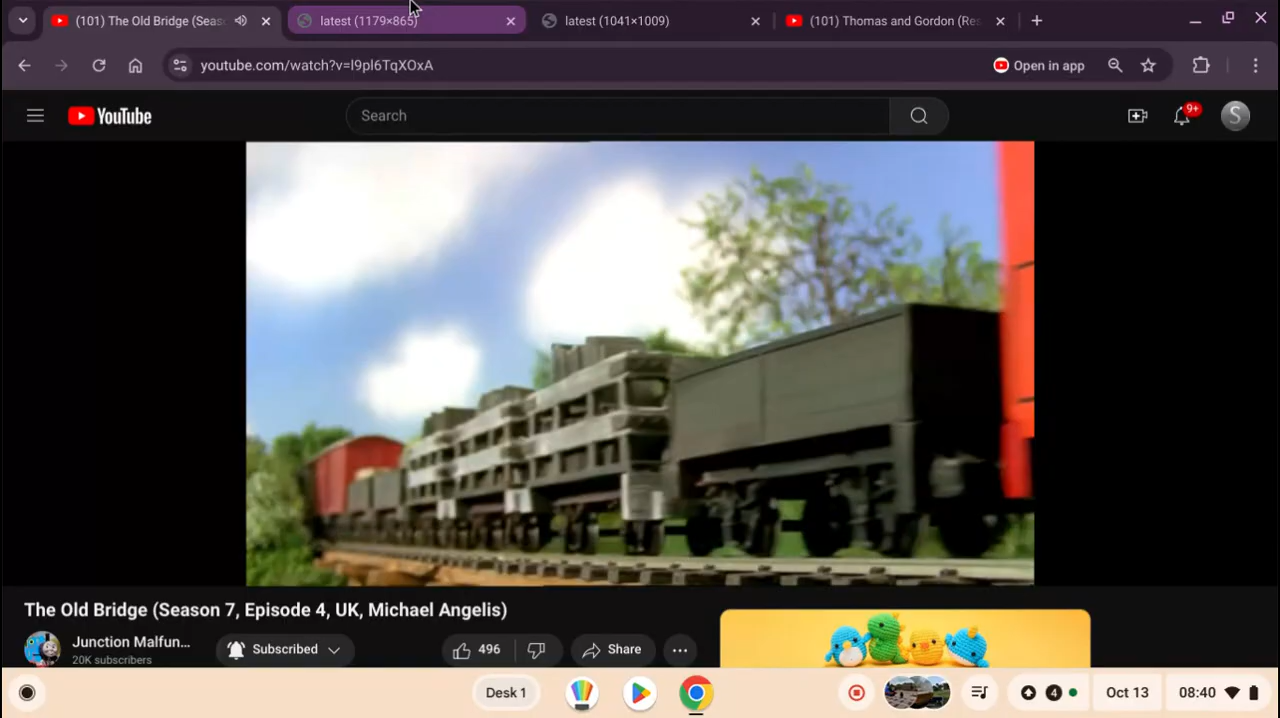 (101) The Old Bridge (Seas
latest (1179×865)
latest (1041×1009)
(101) Thomas and Gordon (Res
youtube.com/watch?v=l9pl6TqXOxA
Open in app
YouTube
Search
9+
S
The Old Bridge (Season 7, Episode 4, UK, Michael Angelis)
Junction Malfun...
20K subscribers
Subscribed
496
Share
Desk 1
4
Oct 13
08:40